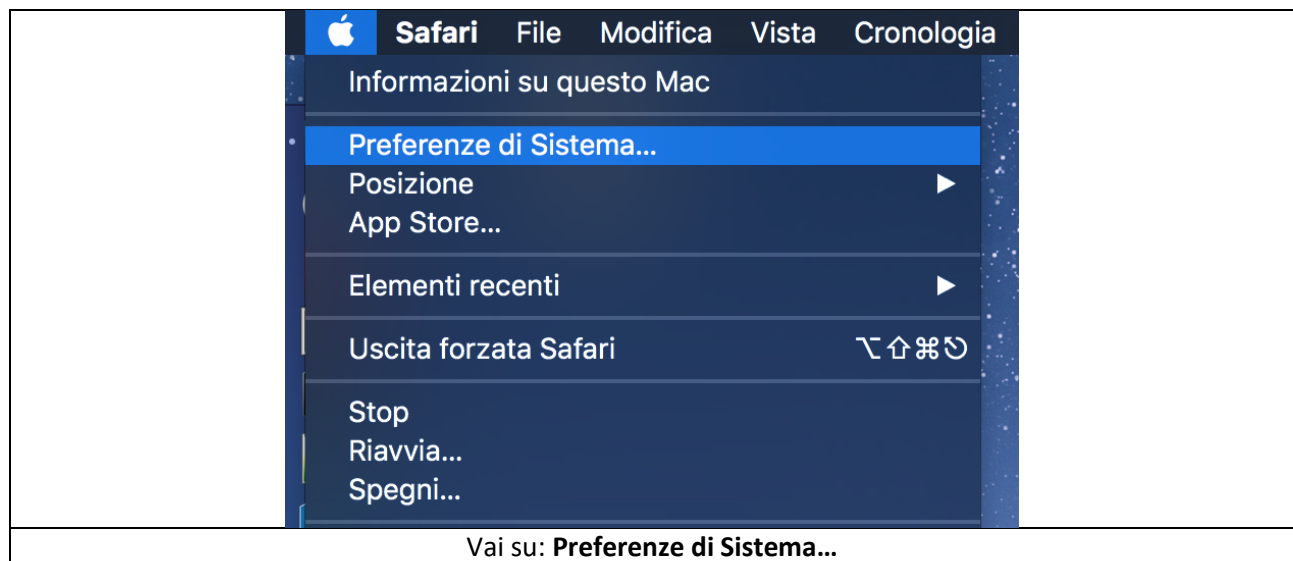 Safari File Modifica Vista Cronologia
Informazioni su questo Mac
Preferenze di Sistema...
Posizione ▶
App Store...
Elementi recenti ▶
Uscita forzata Safari ⌥⇧⌘⎋
Stop
Riavvia...
Spegni...
Vai su: Preferenze di Sistema...